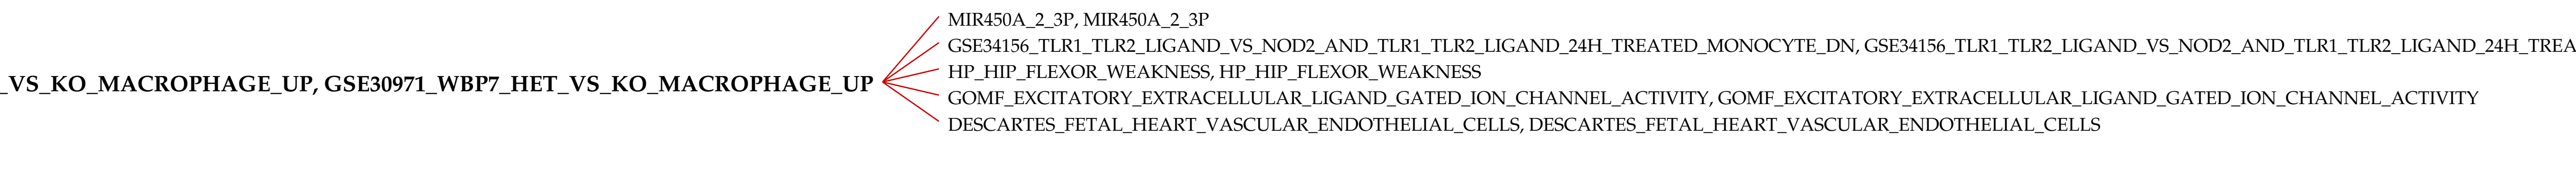 MIR450A_2_3P, MIR450A_2_3P
GSE34156_TLR1_TLR2_LIGAND_VS_NOD2_AND_TLR1_TLR2_LIGAND_24H_TREATED_MONOCYTE_DN, GSE34156_TLR1_TLR2_LIGAND_VS_NOD2_AND_TLR1_TLR2_LIGAND_24H_TREA
HP_HIP_FLEXOR_WEAKNESS, HP_HIP_FLEXOR_WEAKNESS
_VS_KO_MACROPHAGE_UP, GSE30971_WBP7_HET_VS_KO_MACROPHAGE_UP
GOMF_EXCITATORY_EXTRACELLULAR_LIGAND_GATED_ION_CHANNEL_ACTIVITY, GOMF_EXCITATORY_EXTRACELLULAR_LIGAND_GATED_ION_CHANNEL_ACTIVITY
DESCARTES_FETAL_HEART_VASCULAR_ENDOTHELIAL_CELLS, DESCARTES_FETAL_HEART_VASCULAR_ENDOTHELIAL_CELLS